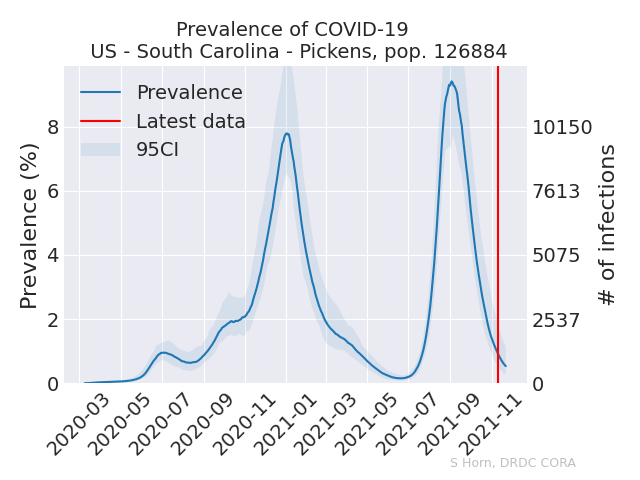 Prevalence of COVID-19
US - South Carolina - Pickens, pop. 126884
Prevalence
Latest data
95CI
Prevalence (%)
8
6
4
2
0
10150
7613
5075
2537
0
# of infections
2020-03
2020-05
2020-07
2020-09
2020-11
2021-01
2021-03
2021-05
2021-07
2021-09
2021-11
S Horn, DRDC CORA